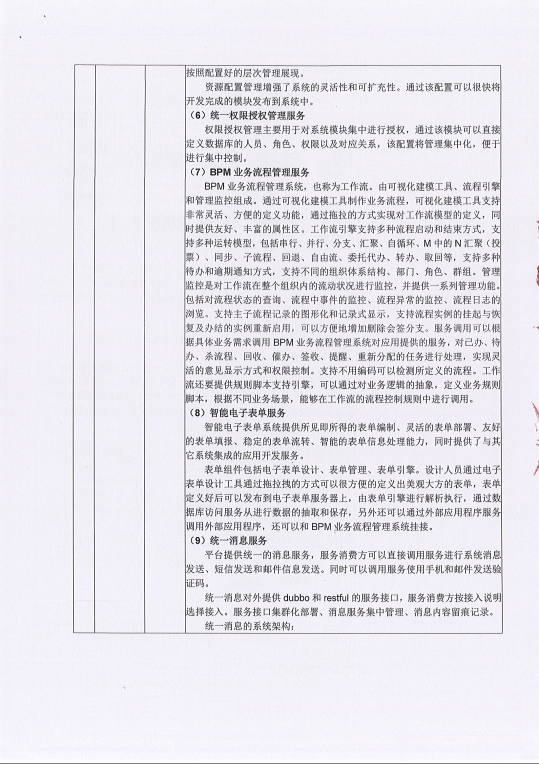 按照配置好的层次管理展现。
资源配置管理增强了系统的灵活性和可扩充性。通过该配置可以很快将
开发完成的模块发布到系统中。
（6）统一权限授权管理服务
权限授权管理主要用于对系统模块集中进行授权，通过该模块可以直接
定义数据库的人员、角色、权限以及对应关系，该配置将管理集中化，便于
进行集中控制。
（7）BPM 业务流程管理服务
BPM 业务流程管理系统，也称为工作流。由可视化建模工具、流程引擎
和管理监控组成。通过可视化建模工具制作业务流程，可视化建模工具支持
非常灵活、方便的定义功能，通过拖拉的方式实现对工作流模型的定义，同
时提供友好、丰富的属性区。工作流引擎支持多种流程启动和结束方式，支
持多种运转模型，包括串行、并行、分支、汇聚、自循环、M 中的 N 汇聚（投
票）、同步、子流程、回退、自由流、委托代办、转办、取回等，支持多种
待办和逾期通知方式，支持不同的组织体系结构、部门、角色、群组。管理
监控是对工作流在整个组织内的流动状况进行监控，并提供一系列管理功能。
包括对流程状态的查询、流程中事件的监控、流程异常的监控、流程日志的
浏览。支持主子流程记录的图形化和记录式显示，支持流程实例的挂起与恢
复及办结的实例重新启用，可以方便地增加删除会签分支。服务调用可以根
据具体业务需求调用 BPM 业务流程管理系统对应用提供的服务，对已办、待
办、杀流程、回收、催办、签收、提醒、重新分配的任务进行处理，实现灵
活的意见显示方式和权限控制。支持不用编码可以检测所定义的流程。工作
流还要提供规则脚本支持引擎，可以通过对业务逻辑的抽象，定义业务规则
脚本，根据不同业务场景，能够在工作流的流程控制规则中进行调用。
（8）智能电子表单服务
智能电子表单系统提供所见即所得的表单编制、灵活的表单部署、友好
的表单填报、稳定的表单流转、智能的表单信息处理能力，同时提供了与其
它系统集成的应用开发服务。
表单组件包括电子表单设计、表单管理、表单引擎。设计人员通过电子
表单设计工具通过拖拉拽的方式可以很方便的定义出美观大方的表单，表单
定义好后可以发布到电子表单服务器上，由表单引擎进行解析执行，通过数
据库访问服务从进行数据的抽取和保存，另外还可以通过外部应用程序服务
调用外部应用程序，还可以和 BPM 业务流程管理系统挂接。
（9）统一消息服务
平台提供统一的消息服务，服务消费方可以直接调用服务进行系统消息
发送、短信发送和邮件信息发送。同时可以调用服务使用手机和邮件发送验
证码。
统一消息对外提供 dubbo 和 restful 的服务接口，服务消费方按接入说明
选择接入。服务接口集群化部署、消息服务集中管理、消息内容留痕记录。
统一消息的系统架构：